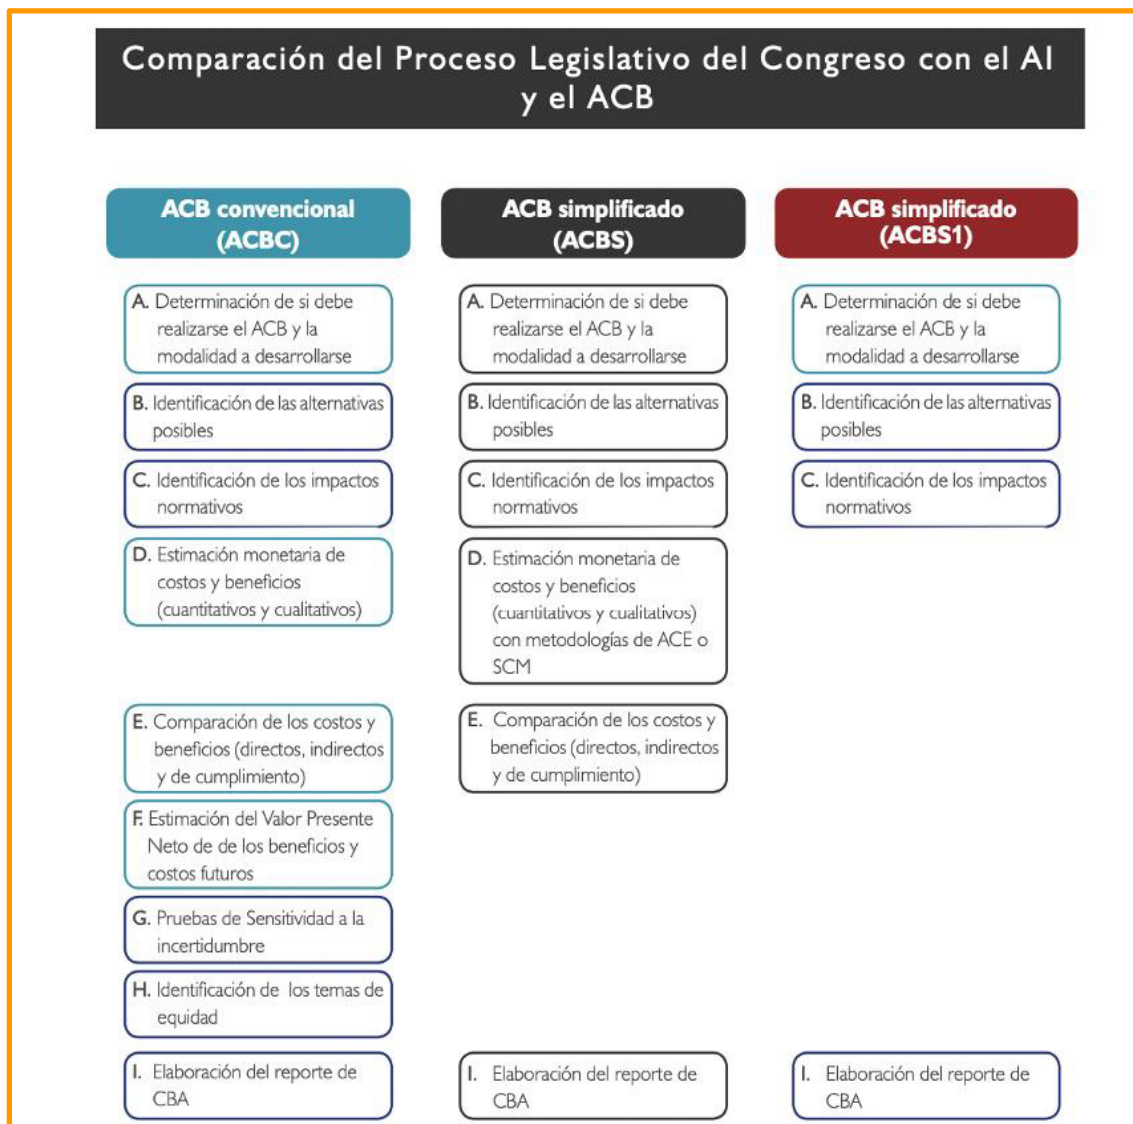 Comparación del Proceso Legislativo del Congreso con el AI
y el ACB
ACB convencional
(ACBC)
A. Determinación de si debe
realizarse el ACB y la
modalidad a desarrollarse
B. Identificación de las alternativas
posibles
C. Identificación de los impactos
normativos
D. Estimación monetaria de
costos y beneficios
(cuantitativos y cualitativos)
E. Comparación de los costos y
beneficios (directos, indirectos
y de cumplimiento)
F. Estimación del Valor Presente
Neto de de los beneficios y
costos futuros
G. Pruebas de Sensitividad a la
incertidumbre
H. Identificación de los temas de
equidad
I. Elaboración del reporte de
CBA
ACB simplificado
(ACBS)
A. Determinación de si debe
realizarse el ACB y la
modalidad a desarrollarse
B. Identificación de las alternativas
posibles
C. Identificación de los impactos
normativos
D. Estimación monetaria de
costos y beneficios
(cuantitativos y cualitativos)
con metodologías de ACE o
SCM
E. Comparación de los costos y
beneficios (directos, indirectos
y de cumplimiento)
I. Elaboración del reporte de
CBA
ACB simplificado
(ACBS1)
A. Determinación de si debe
realizarse el ACB y la
modalidad a desarrollarse
B. Identificación de las alternativas
posibles
C. Identificación de los impactos
normativos
I. Elaboración del reporte de
CBA